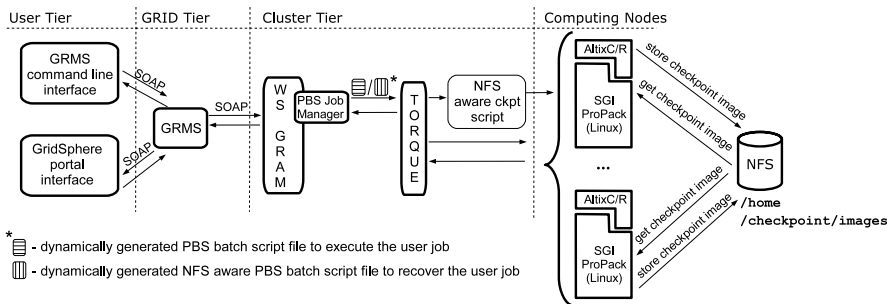 User Tier
GRID Tier
Cluster Tier
Computing Nodes
GRMS
command line
interface
SOAP
GridSphere
portal
interface
SOAP
GRMS
SOAP
WS GRAM
PBS Job
Manager
/ *
TORQUE
NFS
aware ckpt
script
AltixC/R
SGI
ProPack
(Linux)
...
AltixC/R
SGI
ProPack
(Linux)
store checkpoint image
get checkpoint image
get checkpoint image
store checkpoint image
NFS
/home
/checkpoint/images
*
- dynamically generated PBS batch script file to execute the user job
- dynamically generated NFS aware PBS batch script file to recover the user job